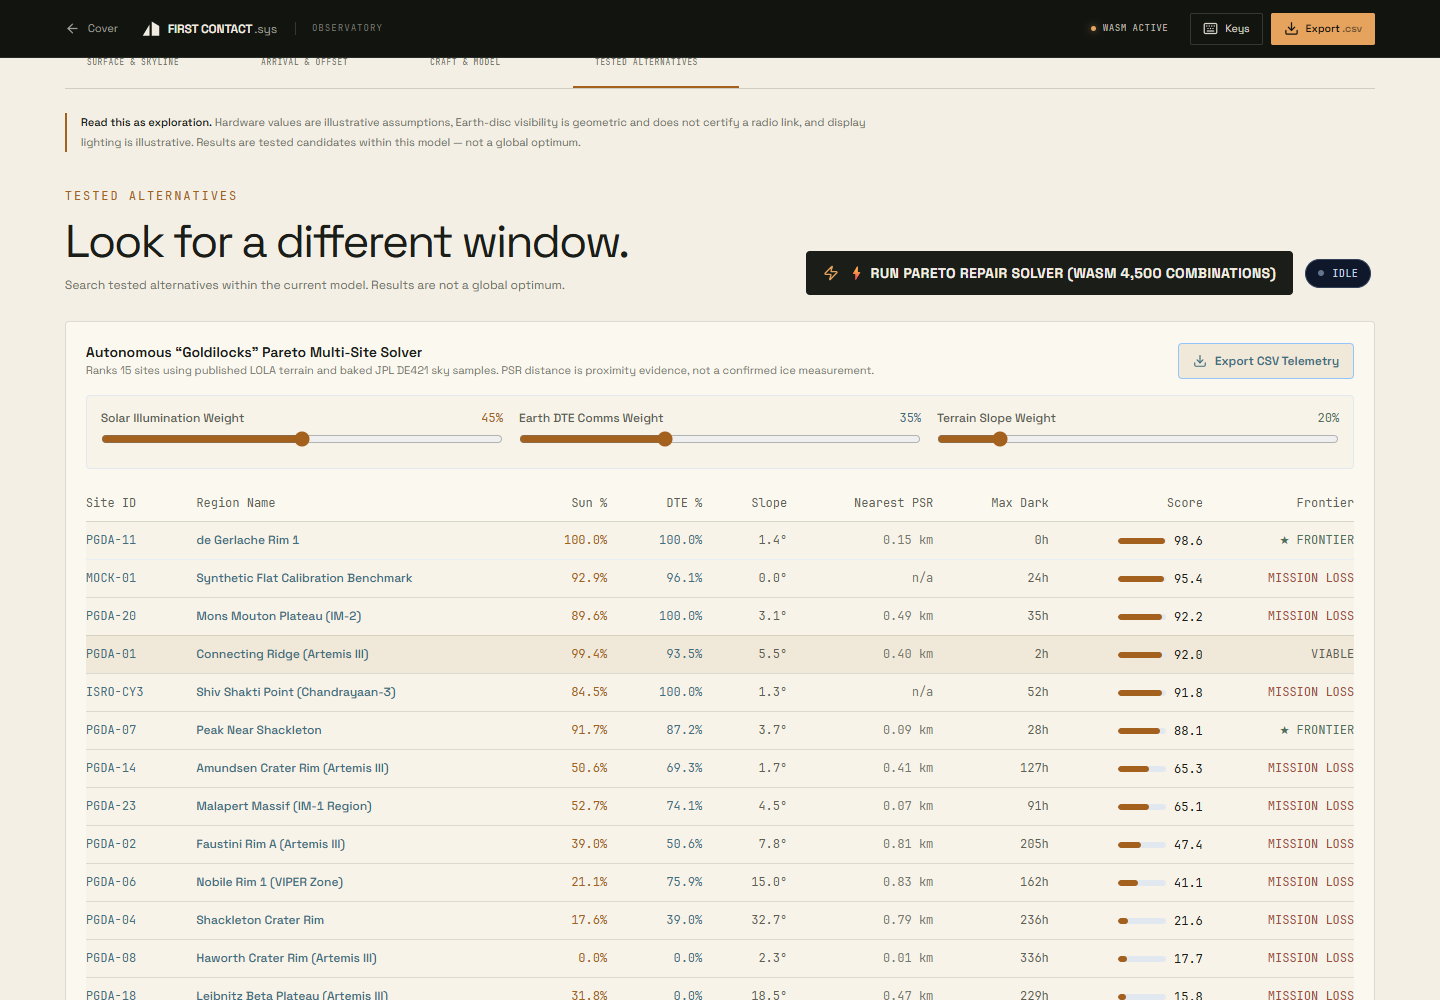 Cover
FIRST CONTACT.sys
OBSERVATORY
WASM ACTIVE
Keys
Export.csv
SURFACE & SKYLINE
ARRIVAL & OFFSET
CRAFT & MODEL
TESTED ALTERNATIVES
Read this as exploration. Hardware values are illustrative assumptions, Earth-disc visibility is geometric and does not certify a radio link, and display
lighting is illustrative. Results are tested candidates within this model — not a global optimum.
TESTED ALTERNATIVES
Look for a different window.
Search tested alternatives within the current model. Results are not a global optimum.
RUN PARETO REPAIR SOLVER (WASM 4,500 COMBINATIONS)
IDLE
Autonomous “Goldilocks” Pareto Multi-Site Solver
Ranks 15 sites using published LOLA terrain and baked JPL DE421 sky samples. PSR distance is proximity evidence, not a confirmed ice measurement.
Export CSV Telemetry
Solar Illumination Weight 45%
Earth DTE Comms Weight 35%
Terrain Slope Weight 20%
Site ID Region Name Sun % DTE % Slope Nearest PSR Max Dark Score Frontier
PGDA-11 de Gerlache Rim 1 100.0% 100.0% 1.4° 0.15 km 0h 98.6 ★ FRONTIER
MOCK-01 Synthetic Flat Calibration Benchmark 92.9% 96.1% 0.0° n/a 24h 95.4 MISSION LOSS
PGDA-20 Mons Mouton Plateau (IM-2) 89.6% 100.0% 3.1° 0.49 km 35h 92.2 MISSION LOSS
PGDA-01 Connecting Ridge (Artemis III) 99.4% 93.5% 5.5° 0.40 km 2h 92.0 VIABLE
ISRO-CY3 Shiv Shakti Point (Chandrayaan-3) 84.5% 100.0% 1.3° n/a 52h 91.8 MISSION LOSS
PGDA-07 Peak Near Shackleton 91.7% 87.2% 3.7° 0.09 km 28h 88.1 ★ FRONTIER
PGDA-14 Amundsen Crater Rim (Artemis III) 50.6% 69.3% 1.7° 0.41 km 127h 65.3 MISSION LOSS
PGDA-23 Malapert Massif (IM-1 Region) 52.7% 74.1% 4.5° 0.07 km 91h 65.1 MISSION LOSS
PGDA-02 Faustini Rim A (Artemis III) 39.0% 50.6% 7.8° 0.81 km 205h 47.4 MISSION LOSS
PGDA-06 Nobile Rim 1 (VIPER Zone) 21.1% 75.9% 15.0° 0.83 km 162h 41.1 MISSION LOSS
PGDA-04 Shackleton Crater Rim 17.6% 39.0% 32.7° 0.79 km 236h 21.6 MISSION LOSS
PGDA-08 Haworth Crater Rim (Artemis III) 0.0% 0.0% 2.3° 0.01 km 336h 17.7 MISSION LOSS
PGDA-18 Leibnitz Beta Plateau (Artemis III) 31.8% 0.0% 18.5° 0.47 km 229h 15.8 MISSION LOSS